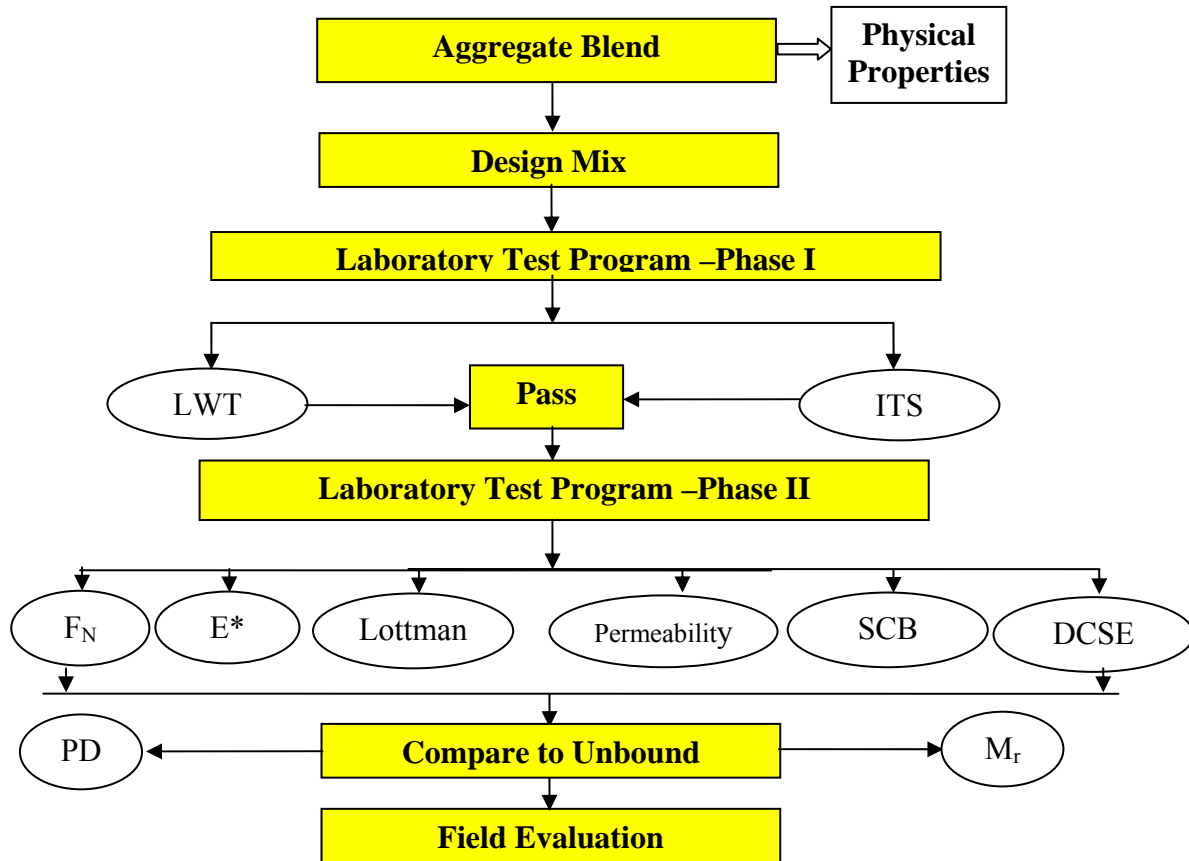 Aggregate Blend
Physical
Properties
Design Mix
Laboratory Test Program –Phase I
LWT
Pass
ITS
Laboratory Test Program –Phase II
FN
E*
Lottman
Permeability
SCB
DCSE
PD
Compare to Unbound
Mr
Field Evaluation